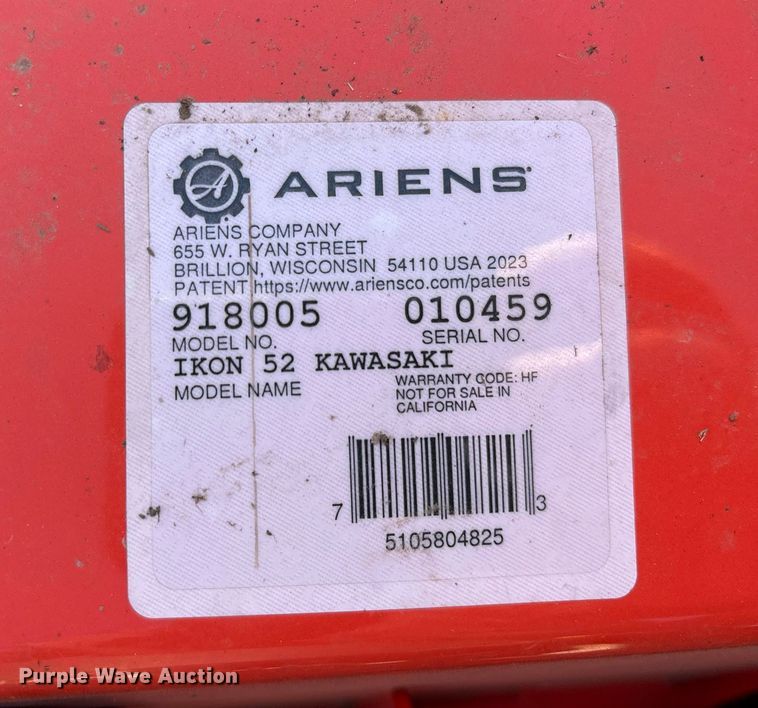 ARIENS
ARIENS COMPANY
655 W. RYAN STREET
BRILLION, WISCONSIN 54110 USA 2023
PATENT https://www.ariensco.com/patents
918005 010459
MODEL NO. SERIAL NO.
IKON 52 KAWASAKI
MODEL NAME
WARRANTY CODE: HF
NOT FOR SALE IN
CALIFORNIA
7 3
5105804825
Purple Wave Auction